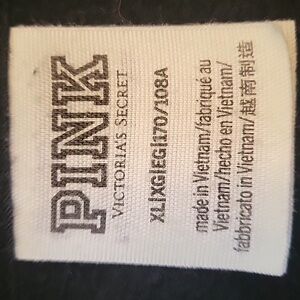 PINK
VICTORIA'S SECRET
XL|XG|EG|170/108A
made in Vietnam/fabriqué au
Vietnam/hecho en Vietnam/
fabbricato in Vietnam/越南制造